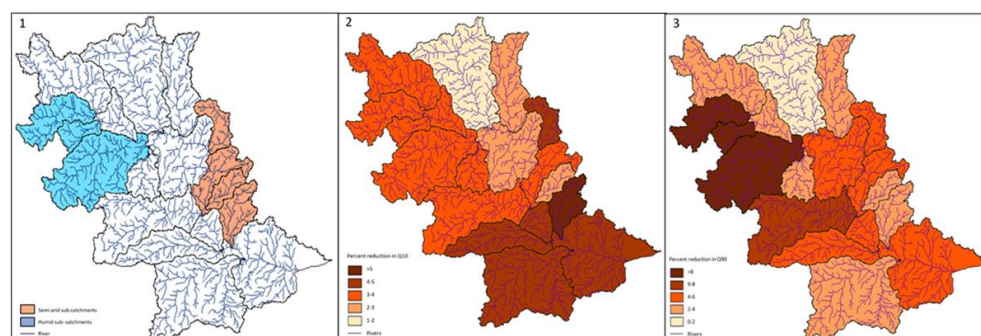 1
Semi-arid sub-catchments
Humid sub-catchments
River
2
Percent reduction in Q10
>5
4-5
3-4
2-3
1-2
Rivers
3
Percent reduction in Q90
>8
9-8
4-6
2-4
0-2
Rivers